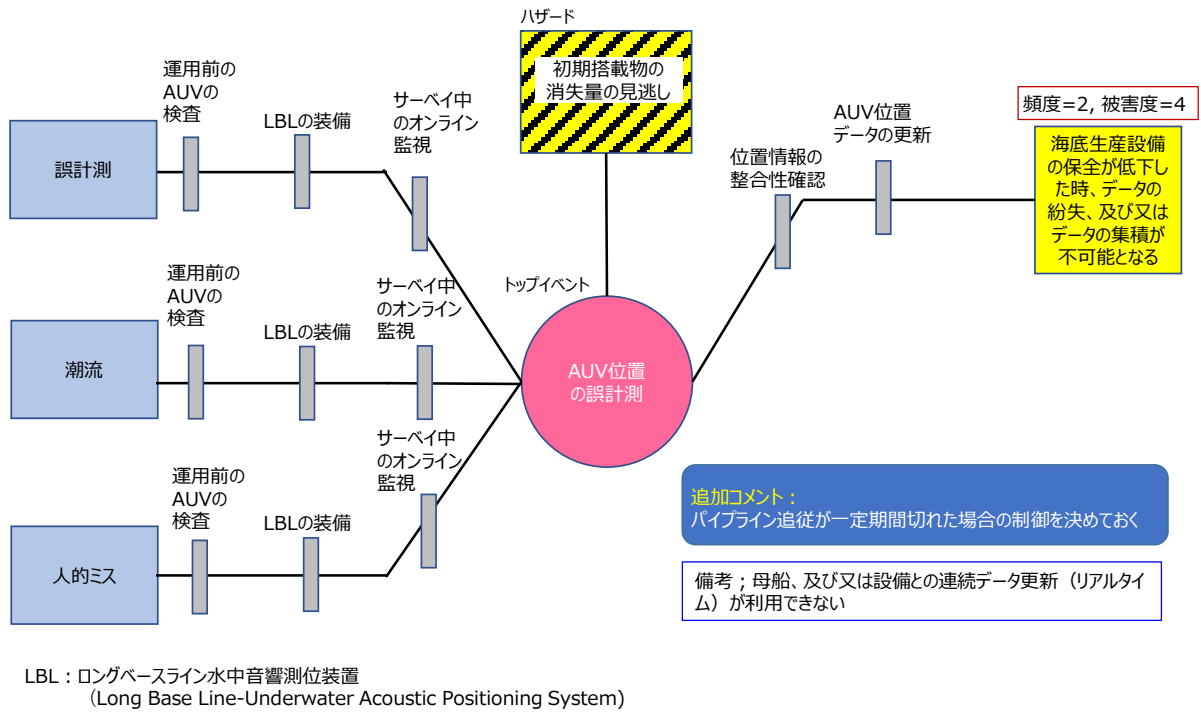 ハザード
初期搭載物の
消失量の見逃し
運用前の
AUVの
検査
LBLの装備
サーベイ中
のオンライン
監視
誤計測
位置情報の
整合性確認
AUV位置
データの更新
頻度=2, 被害度=4
海底生産設備
の保全が低下し
た時、データの
紛失、及び又は
データの集積が
不可能となる
運用前の
AUVの
検査
LBLの装備
サーベイ中
のオンライン
監視
潮流
トップイベント
AUV位置
の誤計測
運用前の
AUVの
検査
LBLの装備
サーベイ中
のオンライン
監視
人的ミス
追加コメント：
パイプライン追従が一定期間切れた場合の制御を決めておく
備考；母船、及び又は設備との連続データ更新（リアルタイ
ム）が利用できない
LBL：ロングベースライン水中音響測位装置
（Long Base Line-Underwater Acoustic Positioning System)